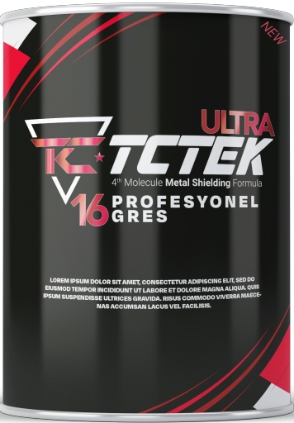 NEW
ULTRA
TC TCTEK
4th Molecule Metal Shielding Formula
16 PROFESYONEL
GRES
LOREM IPSUM DOLOR SIT AMET, CONSECTETUR ADIPISCING ELIT, SED DO
EIUSMOD TEMPOR INCIDIDUNT UT LABORE ET DOLORE MAGNA ALIQUA. QUIS
IPSUM SUSPENDISSE ULTRICES GRAVIDA. RISUS COMMODO VIVERRA MAECE-
NAS ACCUMSAN LACUS VEL FACILISIS.